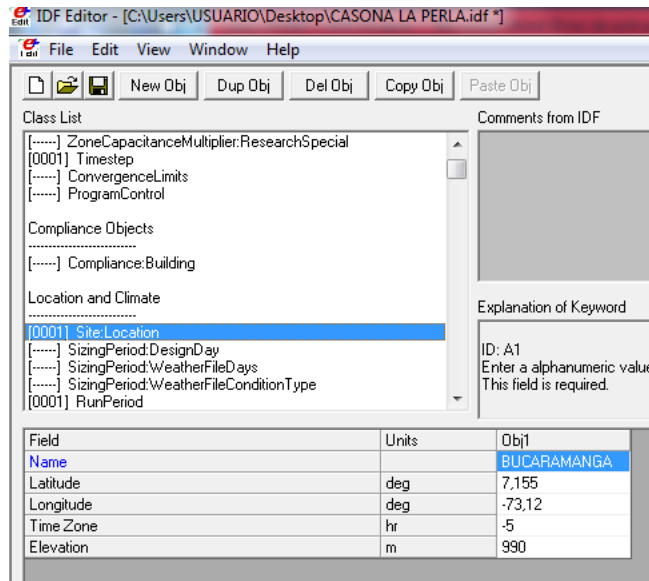 IDF Editor - [C:\Users\USUARIO\Desktop\CASONA LA PERLA.idf *]
File Edit View Window Help
New Obj Dup Obj Del Obj Copy Obj Paste Obj
Class List
Comments from IDF
[------] ZoneCapacitanceMultiplier:ResearchSpecial
[0001] Timestep
[------] ConvergenceLimits
[------] ProgramControl
Compliance Objects
--------------------------
[------] Compliance:Building
Location and Climate
--------------------------
[0001] Site:Location
[------] SizingPeriod:DesignDay
[------] SizingPeriod:WeatherFileDays
[------] SizingPeriod:WeatherFileConditionType
[0001] RunPeriod
Explanation of Keyword
ID: A1
Enter a alphanumeric value
This field is required.
Field Units Obj1
Name BUCARAMANGA
Latitude deg 7,155
Longitude deg -73,12
Time Zone hr -5
Elevation m 990